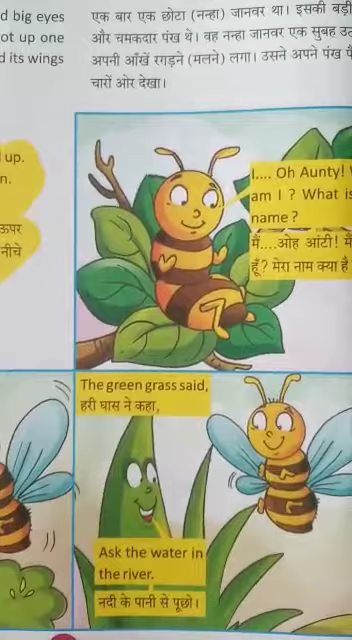 d big eyes
ot up one
d its wings
एक बार एक छोटा (नन्हा) जानवर था। इसकी बड़ी
और चमकदार पंख थे। वह नन्हा जानवर एक सुबह उठ
अपनी आँखें रगड़ने (मलने) लगा। उसने अपने पंख
चारों ओर देखा।
up.
n.
ऊपर
नीचे
I.... Oh Aunty!
am I ? What is
name ?
मैं....ओह आंटी! मैं
हूँ? मेरा नाम क्या है
The green grass said,
हरी घास ने कहा,
Ask the water in
the river.
नदी के पानी से पूछो।